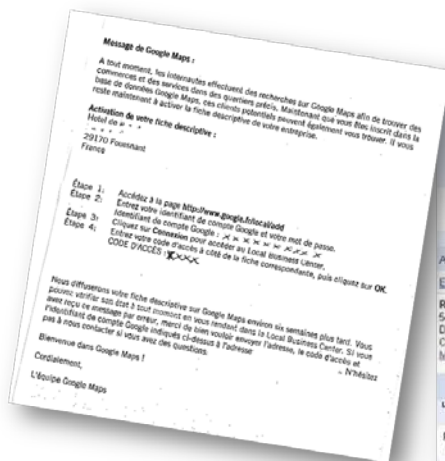 Message de Google Maps :
A tout moment, les internautes effectuent des recherches sur Google Maps afin de trouver des
commerces et des services dans des quartiers précis. Maintenant que vous êtes inscrit dans la
base de données Google Maps, ces clients potentiels peuvent également vous trouver. Il vous
reste maintenant à activer la fiche descriptive de votre entreprise.
Activation de votre fiche descriptive :
Hotel de
29170 Fouesnant
France
Étape 1: Accédez à la page http://www.google.fr/local/add
Étape 2: Entrez votre identifiant de compte Google et votre mot de passe.
Identifiant de compte Google : x x x x x x x x x
Étape 3: Cliquez sur Connexion pour accéder au Local Business Center.
Étape 4: Entrez votre code d'accès à côté de la fiche correspondante, puis cliquez sur OK.
CODE D'ACCÈS : XXXX
Nous diffuserons votre fiche descriptive sur Google Maps environ six semaines plus tard. Vous
pouvez vérifier son état à tout moment en vous rendant dans le Local Business Center. Si vous
avez reçu ce message par erreur, merci de bien vouloir envoyer l'adresse, le code d'accès et
l'identifiant de compte Google indiqués ci-dessus à l'adresse . N'hésitez
pas à nous contacter si vous avez des questions.
Bienvenue dans Google Maps !
Cordialement,
L'équipe Google Maps